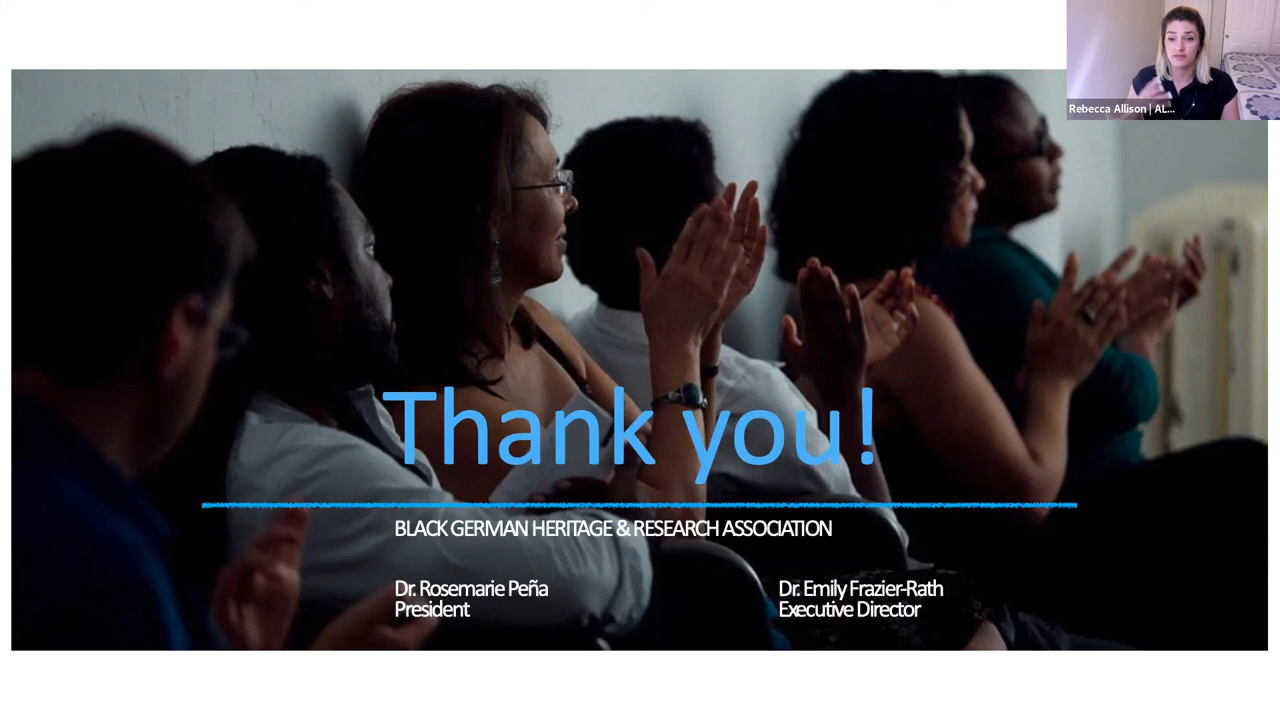 Rebecca Allison | AL...
Thank you!
BLACK GERMAN HERITAGE & RESEARCH ASSOCIATION
Dr. Rosemarie Peña
President
Dr. Emily Frazier-Rath
Executive Director